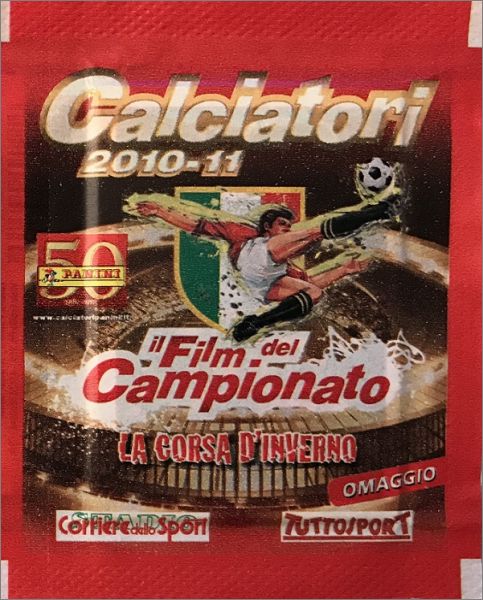 Calciatori
2010-11
50
PANINI
www.calciatoripanini.it
il Film del
Campionato
LA CORSA D'INVERNO
OMAGGIO
STADIO
Corriere dello Sport
TUTTOSPORT